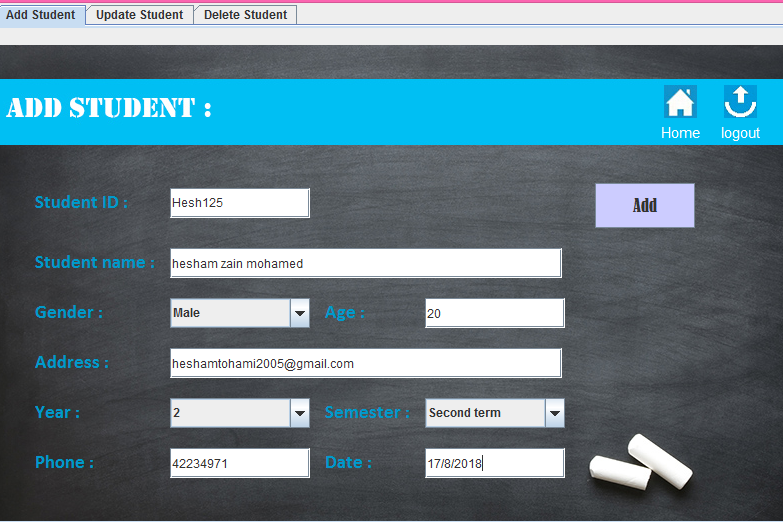 Add Student Update Student Delete Student
ADD STUDENT :
Home logout
Student ID : Hesh125 Add
Student name : hesham zain mohamed
Gender : Male Age : 20
Address : heshamtohami2005@gmail.com
Year : 2 Semester : Second term
Phone : 42234971 Date : 17/8/2018